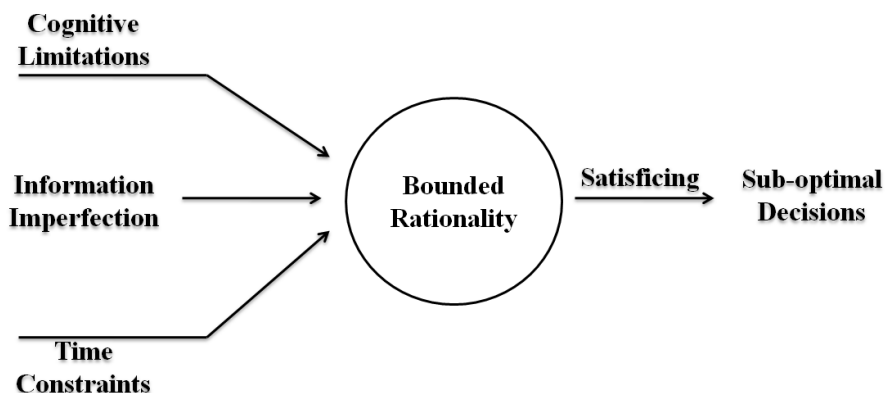 Cognitive
Limitations
Information
Imperfection
Time
Constraints
Bounded
Rationality
Satisficing
Sub-optimal
Decisions